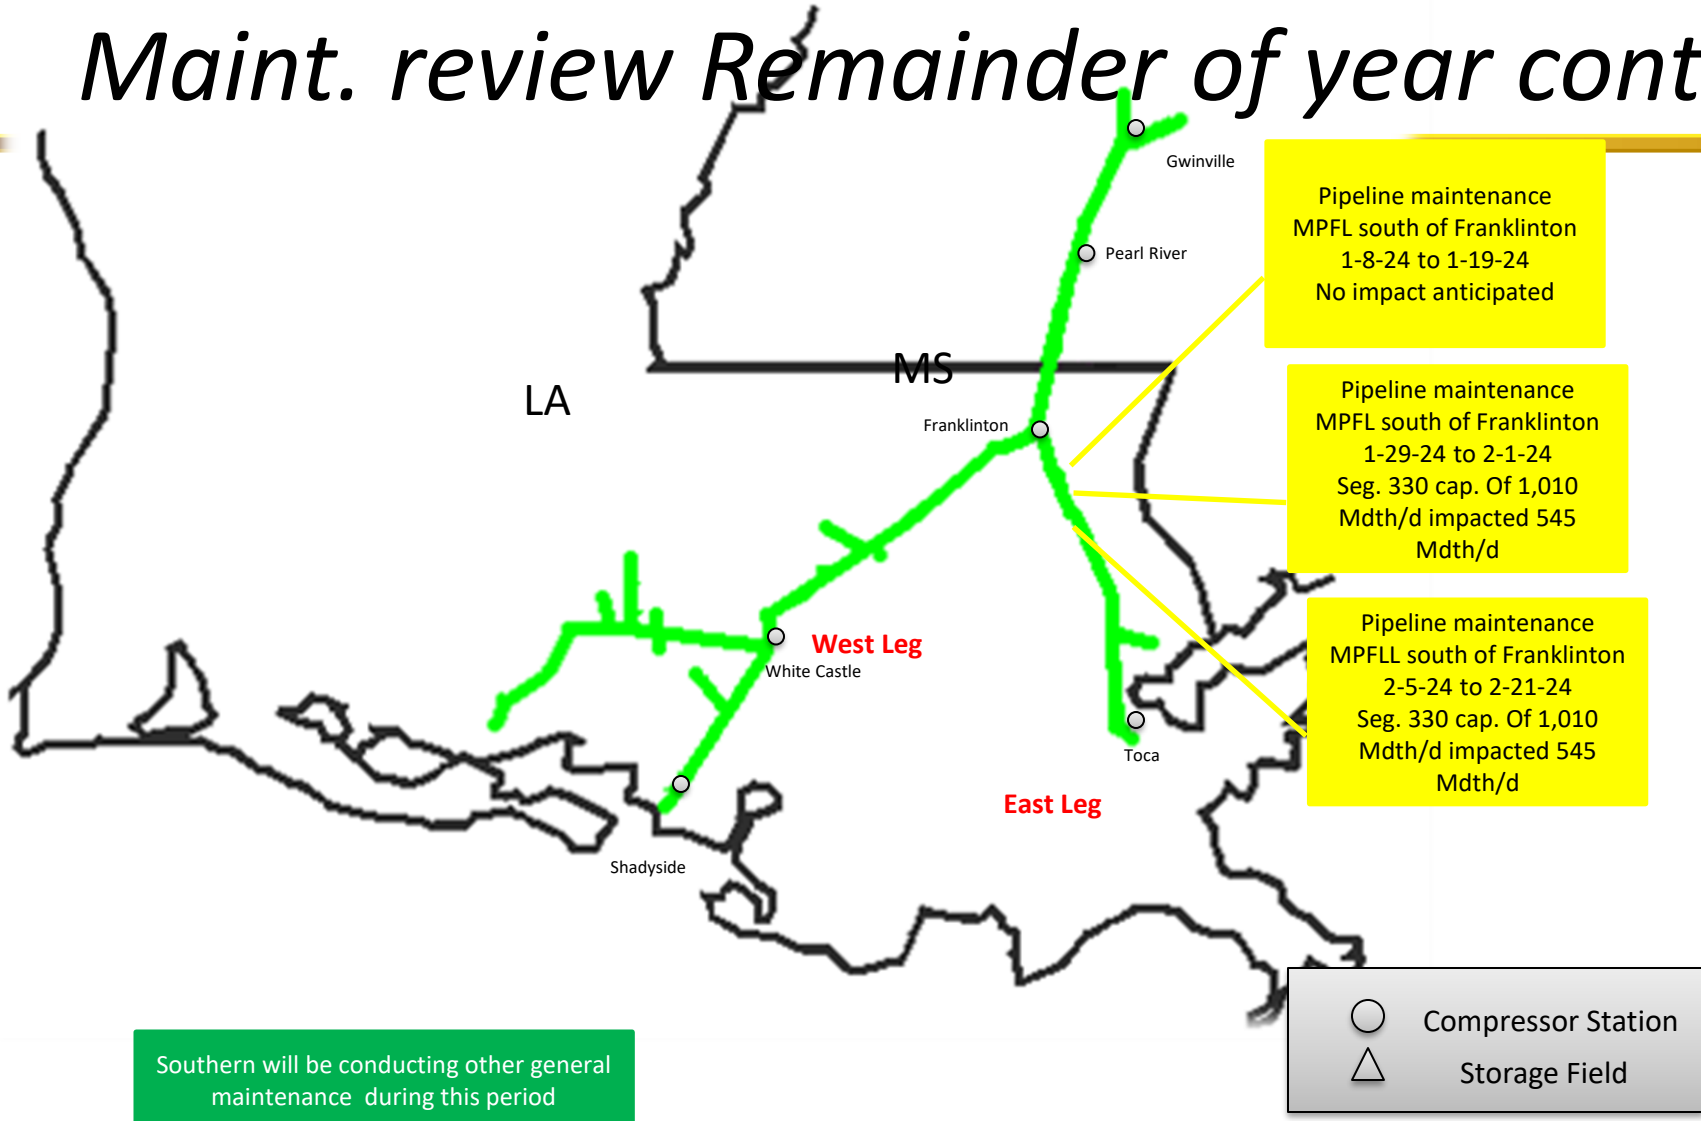 Maint. review Remainder of year cont
Gwinville
Pearl River
Pipeline maintenance
MPFL south of Franklinton
1-8-24 to 1-19-24
No impact anticipated
MS
LA
Franklinton
Pipeline maintenance
MPFL south of Franklinton
1-29-24 to 2-1-24
Seg. 330 cap. Of 1,010
Mdth/d impacted 545
Mdth/d
West Leg
White Castle
Pipeline maintenance
MPFLL south of Franklinton
2-5-24 to 2-21-24
Seg. 330 cap. Of 1,010
Mdth/d impacted 545
Mdth/d
Toca
East Leg
Shadyside
Compressor Station
Storage Field
Southern will be conducting other general
maintenance during this period